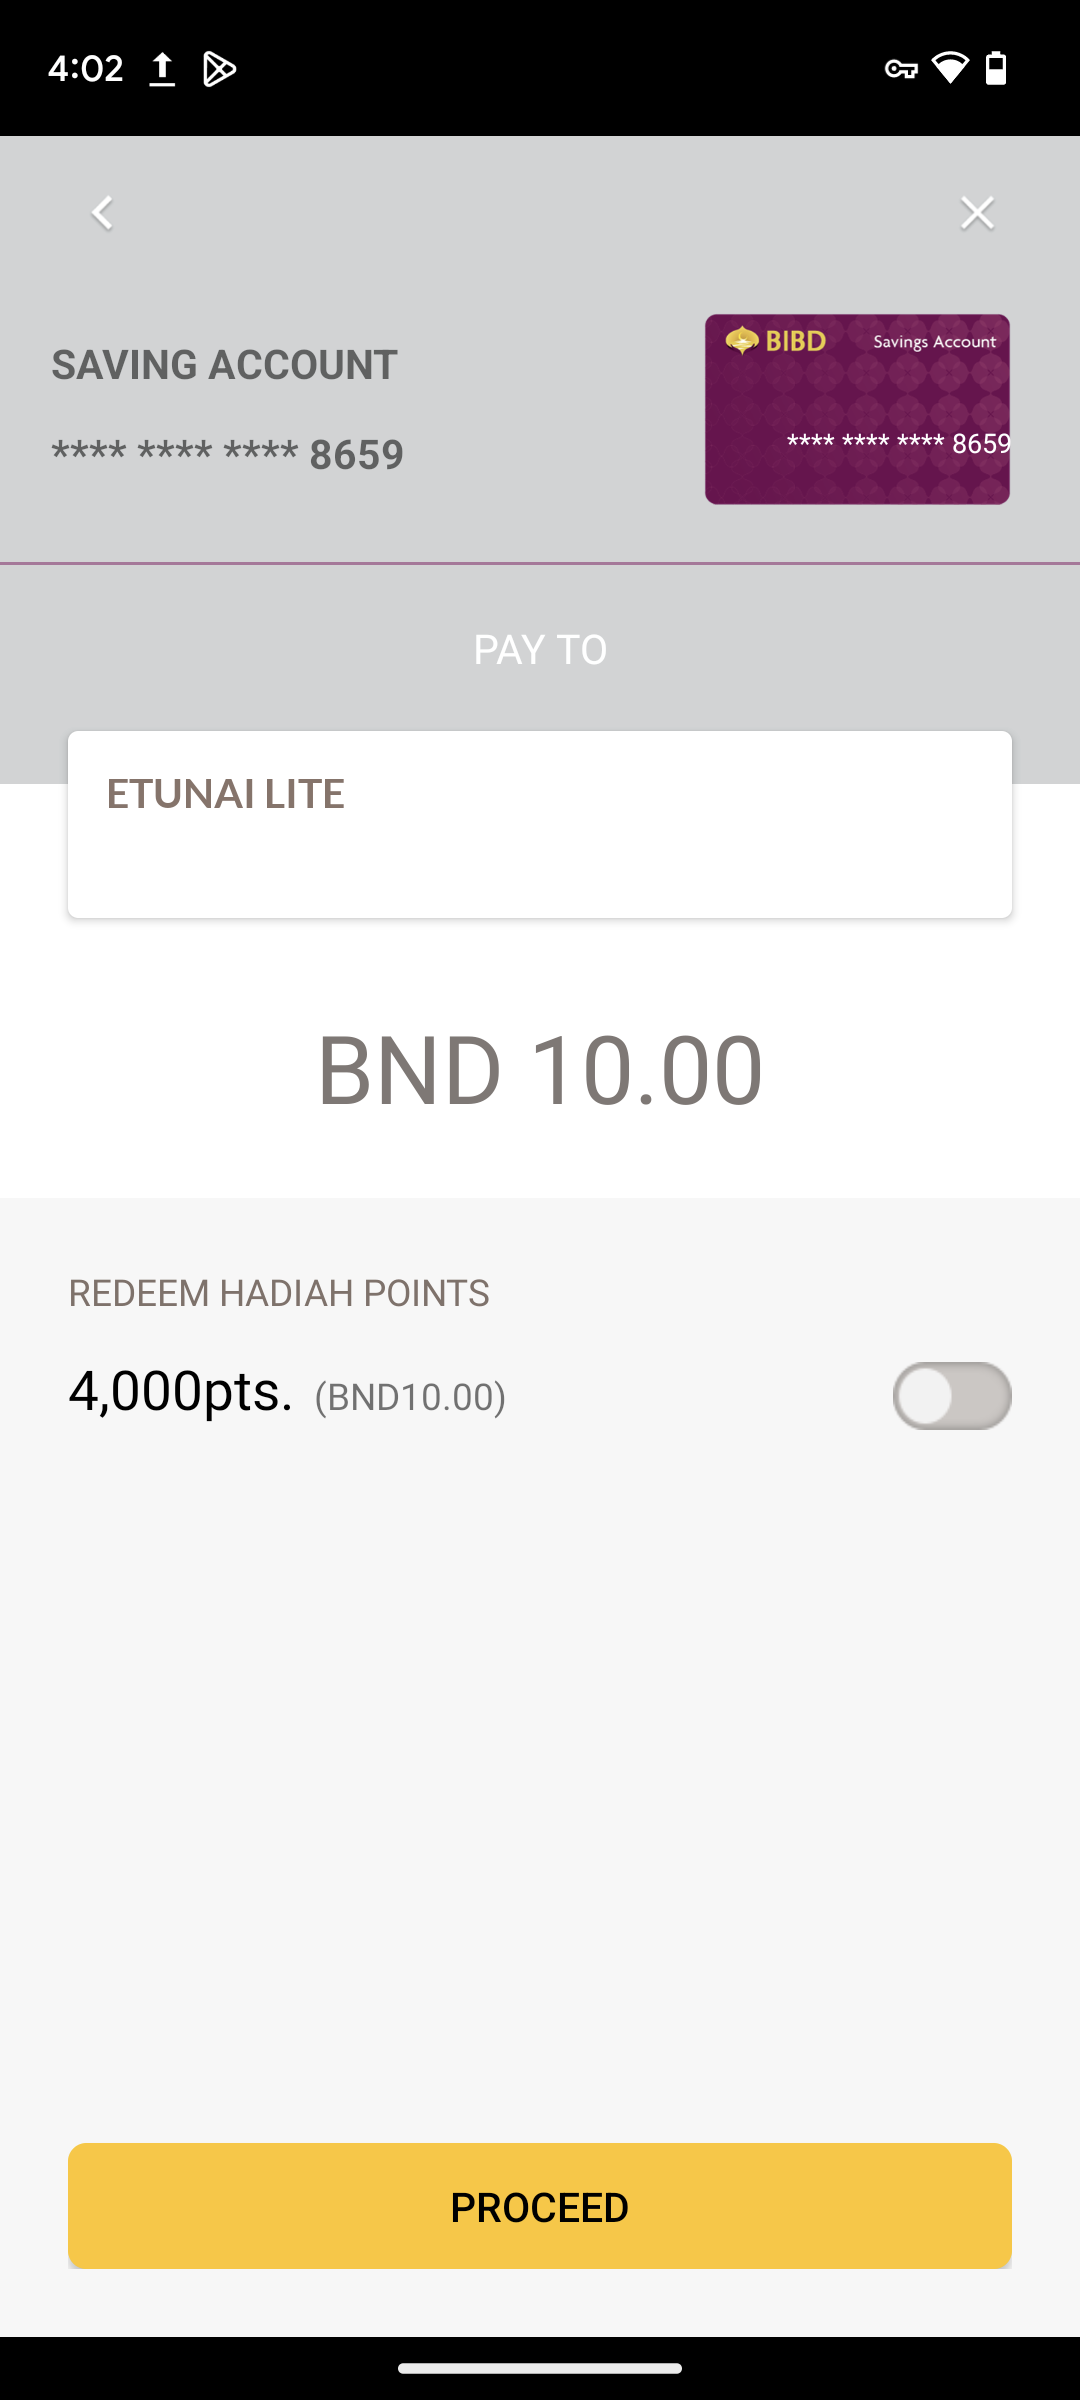 4:02
SAVING ACCOUNT
**** **** **** 8659
BIBD Savings Account
**** **** **** 8659
PAY TO
ETUNAI LITE
BND 10.00
REDEEM HADIAH POINTS
4,000pts. (BND10.00)
PROCEED